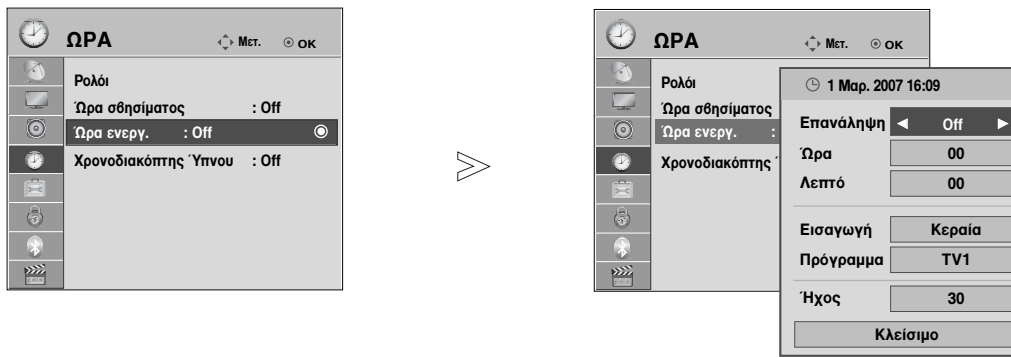 ΩΡΑ Μετ. OK
Ρολόι
Ώρα σβησίματος : Off
Ώρα ενεργ. : Off
Χρονοδιακόπτης Ύπνου : Off
ΩΡΑ Μετ. OK
Ρολόι
Ώρα σβησίματος
Ώρα ενεργ. :
Χρονοδιακόπτης
1 Μαρ. 2007 16:09
Επανάληψη ◄ Off ►
Ώρα 00
Λεπτό 00
Εισαγωγή Κεραία
Πρόγραμμα TV1
Ήχος 30
Κλείσιμο